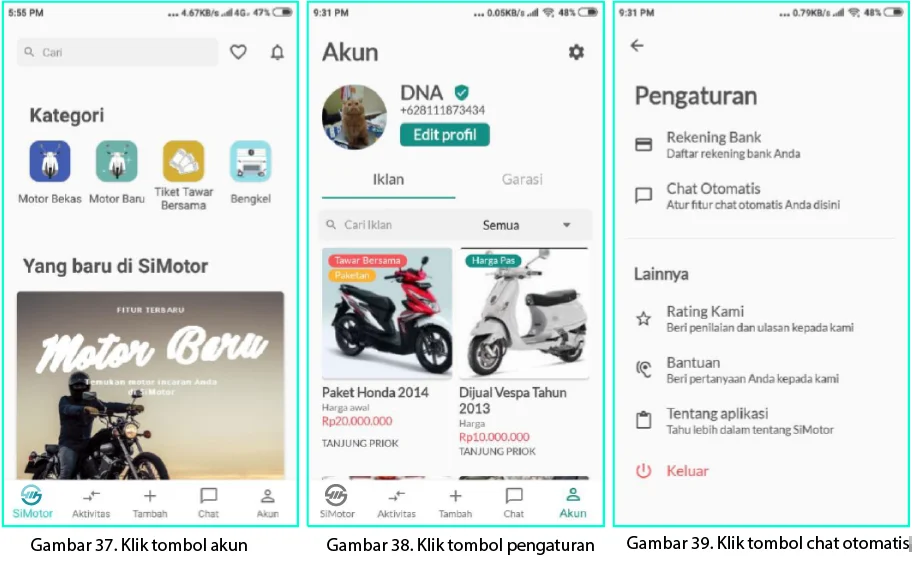 5:55 PM ... 4.67KB/s 4G 47%
Cari
Kategori
Motor Bekas
Motor Baru
Tiket Tawar
Bersama
Bengkel
Yang baru di SiMotor
FITUR TERBARU
Motor Baru
Temukan motor incaran Anda
di SiMotor
SiMotor
Aktivitas
Tambah
Chat
Akun
Gambar 37. Klik tombol akun
9:31 PM ... 0.05KB/s 48%
Akun
DNA
+628111873434
Edit profil
Iklan
Garasi
Cari Iklan
Semua
Tawar Bersama
Paketan
Paket Honda 2014
Harga awal
Rp20.000.000
TANJUNG PRIOK
Harga Pas
Dijual Vespa Tahun
2013
Harga
Rp10.000.000
TANJUNG PRIOK
SiMotor
Aktivitas
Tambah
Chat
Akun
Gambar 38. Klik tombol pengaturan
9:31 PM ... 0.79KB/s 48%
Pengaturan
Rekening Bank
Daftar rekening bank Anda
Chat Otomatis
Atur fitur chat otomatis Anda disini
Lainnya
Rating Kami
Beri penilaian dan ulasan kepada kami
Bantuan
Beri pertanyaan Anda kepada kami
Tentang aplikasi
Tahu lebih dalam tentang SiMotor
Keluar
Gambar 39. Klik tombol chat otomatis